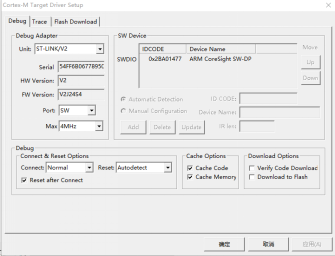 Cortex-M Target Driver Setup
Debug | Trace | Flash Download
Debug Adapter
Unit: ST-LINK/V2
Serial
HW Version: V2
FW Version: V2J24S4
Port: SW
Max 4MHz
SW Device
IDCODE Device Name
SWDIO 0x2BA01477 ARM CoreSight SW-DP
Move
Up
Down
Automatic Detection
Manual Configuration
ID CODE:
Device Name:
Add Delete Update IR len
Debug
Connect & Reset Options
Connect: Normal Reset: Autodetect
Reset after Connect
Cache Options
Cache Code
Cache Memory
Download Options
Verify Code Download
Download to Flash
确定 取消 应用(A)